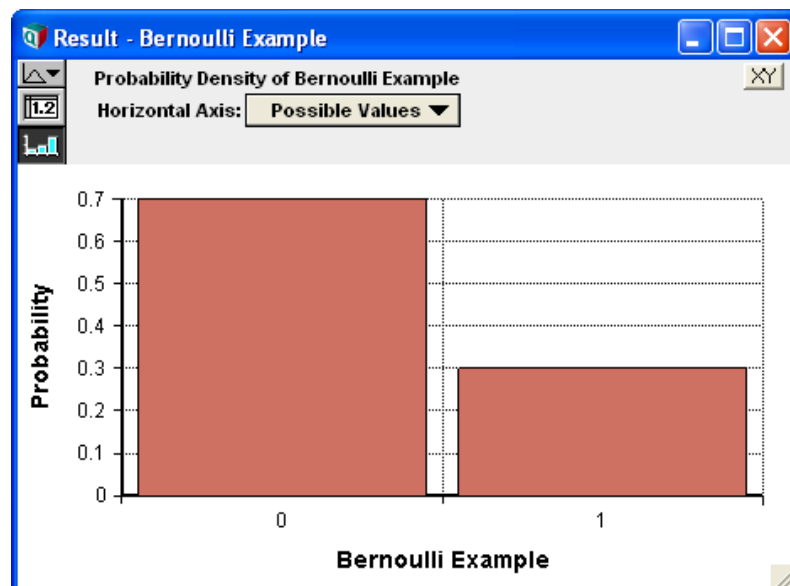 Result - Bernoulli Example
Probability Density of Bernoulli Example
XY
1.2
Horizontal Axis: Possible Values
0.7
0.6
0.5
0.4
0.3
0.2
0.1
0
Probability
0 1
Bernoulli Example